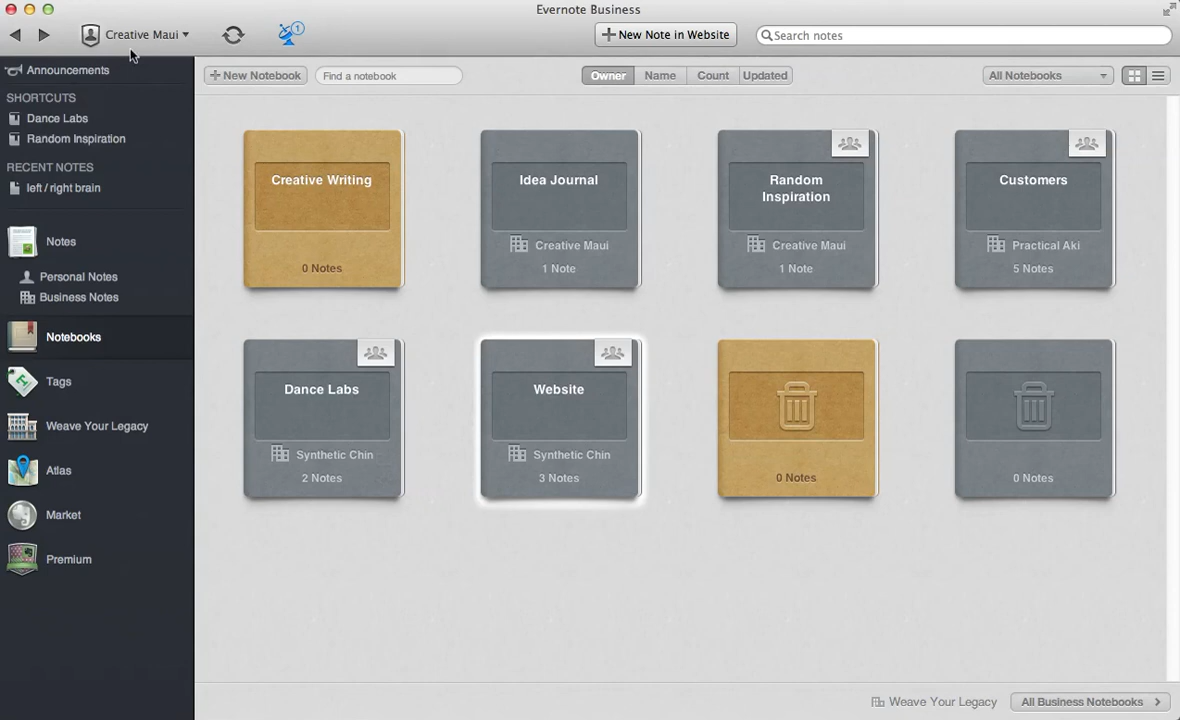 Evernote Business
Creative Maui
1
New Note in Website
Search notes
Announcements
SHORTCUTS
Dance Labs
Random Inspiration
RECENT NOTES
left / right brain
Notes
Personal Notes
Business Notes
Notebooks
Tags
Weave Your Legacy
Atlas
Market
Premium
New Notebook
Find a notebook
Owner
Name
Count
Updated
All Notebooks
Creative Writing
0 Notes
Idea Journal
Creative Maui
1 Note
Random
Inspiration
Creative Maui
1 Note
Customers
Practical Aki
5 Notes
Dance Labs
Synthetic Chin
2 Notes
Website
Synthetic Chin
3 Notes
0 Notes
0 Notes
Weave Your Legacy
All Business Notebooks